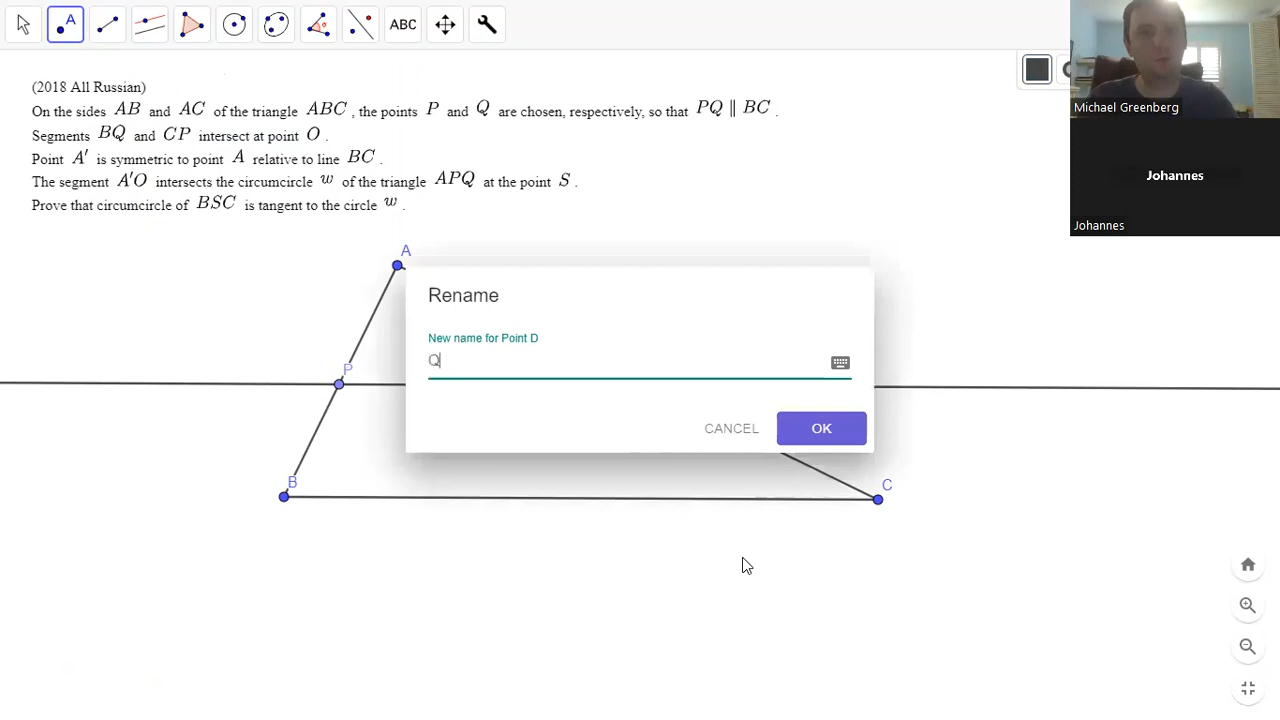 A
ABC
(2018 All Russian)
On the sides AB and AC of the triangle ABC , the points P and Q are chosen, respectively, so that PQ ∥ BC .
Segments BQ and CP intersect at point O .
Point A′ is symmetric to point A relative to line BC .
The segment A′O intersects the circumcircle w of the triangle APQ at the point S .
Prove that circumcircle of BSC is tangent to the circle w .
Michael Greenberg
Johannes
Johannes
A
Rename
New name for Point D
Q
CANCEL
OK
P
B
C